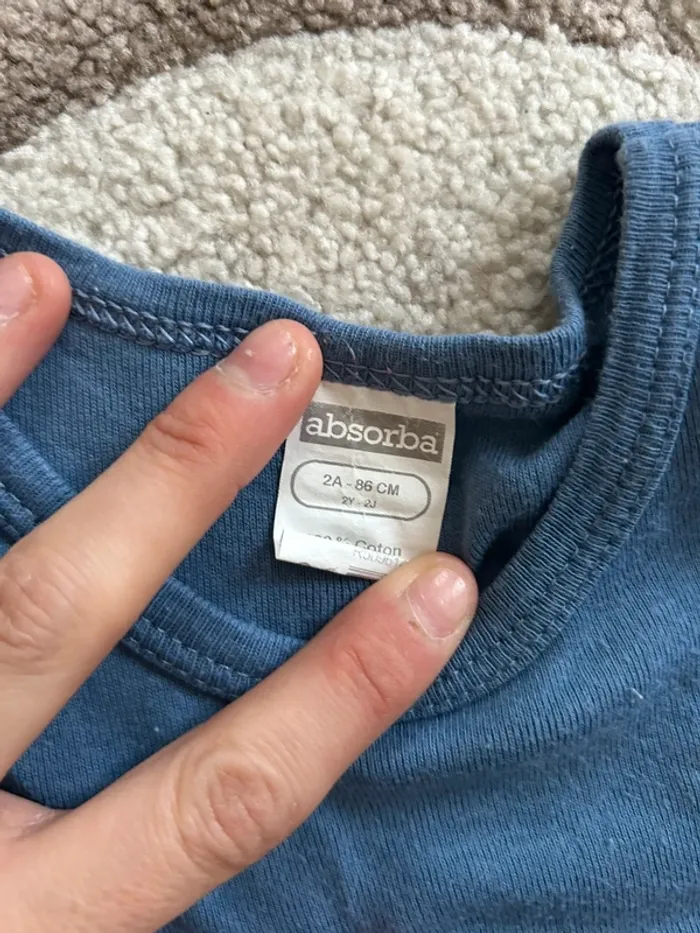 absorba
2A - 86 CM
2Y - 2J
% Coton